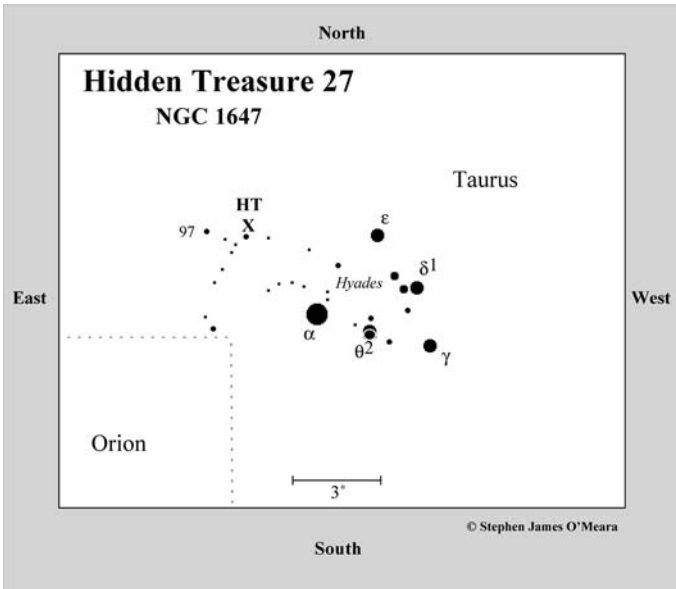 North
Hidden Treasure 27
NGC 1647
Taurus
HT
X
97
ε
δ1
Hyades
East
West
α
θ2
γ
Orion
3°
© Stephen James O’Meara
South